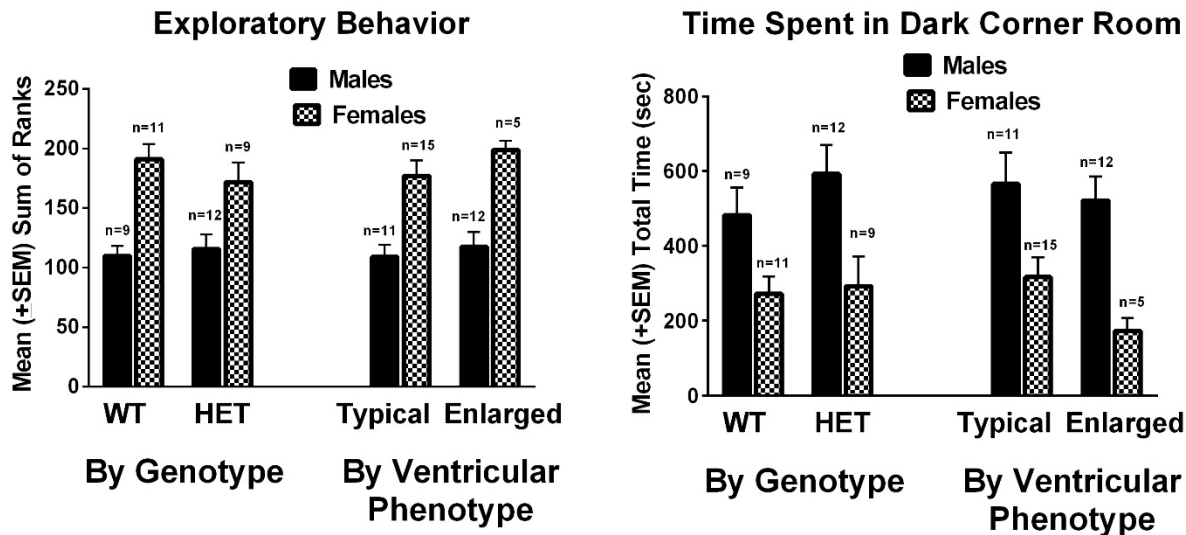 Exploratory Behavior
Males
Females
Mean (±SEM) Sum of Ranks
250
200
150
100
50
0
n=9
n=11
n=12
n=9
n=11
n=15
n=12
n=5
WT
HET
Typical
Enlarged
By Genotype
By Ventricular
Phenotype
Time Spent in Dark Corner Room
Males
Females
Mean (+SEM) Total Time (sec)
800
600
400
200
0
n=9
n=11
n=12
n=9
n=11
n=15
n=12
n=5
WT
HET
Typical
Enlarged
By Genotype
By Ventricular
Phenotype